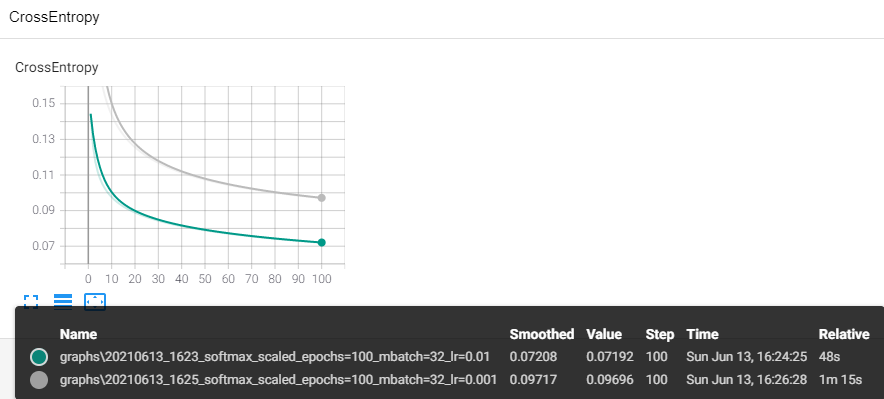 CrossEntropy
CrossEntropy
0.15
0.13
0.11
0.09
0.07
0 10 20 30 40 50 60 70 80 90 100
Name Smoothed Value Step Time Relative
graphs\20210613_1623_softmax_scaled_epochs=100_mbatch=32_lr=0.01 0.07208 0.07192 100 Sun Jun 13, 16:24:25 48s
graphs\20210613_1625_softmax_scaled_epochs=100_mbatch=32_lr=0.001 0.09717 0.09696 100 Sun Jun 13, 16:26:28 1m 15s